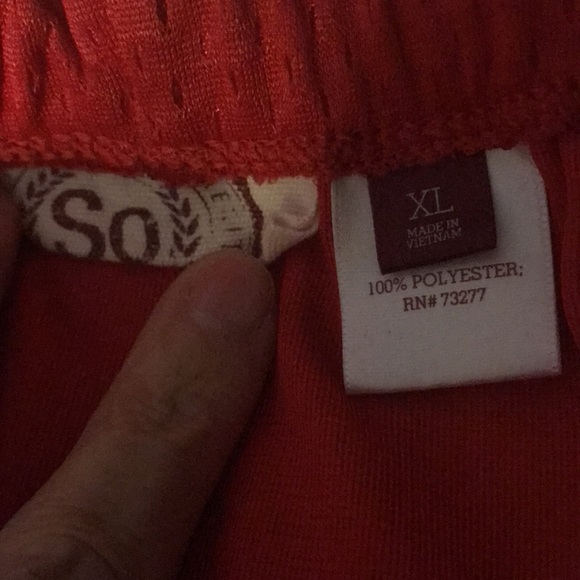 So
XL
MADE IN
VIETNAM
100% POLYESTER;
RN# 73277